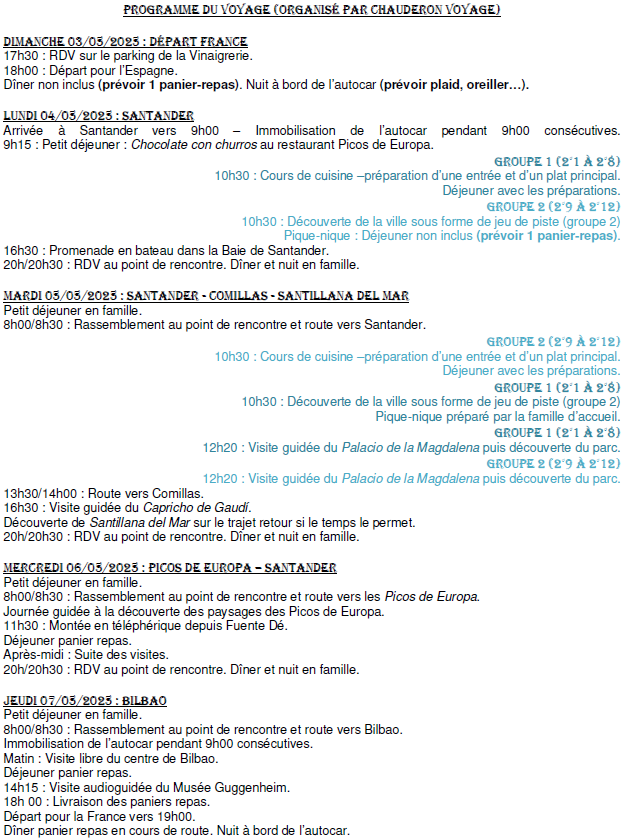 PROGRAMME DU VOYAGE (ORGANISÉ PAR CHAUDERON VOYAGE)
DIMANCHE 03/05/2025 : DÉPART FRANCE
17h30 : RDV sur le parking de la Vinaigrerie.
18h00 : Départ pour l'Espagne.
Dîner non inclus (prévoir 1 panier-repas). Nuit à bord de l'autocar (prévoir plaid, oreiller…).
LUNDI 04/05/2025 : SANTANDER
Arrivée à Santander vers 9h00 – Immobilisation de l'autocar pendant 9h00 consécutives.
9h15 : Petit déjeuner : Chocolate con churros au restaurant Picos de Europa.
GROUPE 1 (2°1 À 2°8)
10h30 : Cours de cuisine –préparation d'une entrée et d'un plat principal.
Déjeuner avec les préparations.
GROUPE 2 (2°9 À 2°12)
10h30 : Découverte de la ville sous forme de jeu de piste (groupe 2)
Pique-nique : Déjeuner non inclus (prévoir 1 panier-repas).
16h30 : Promenade en bateau dans la Baie de Santander.
20h/20h30 : RDV au point de rencontre. Dîner et nuit en famille.
MARDI 05/05/2025 : SANTANDER - COMILLAS - SANTILLANA DEL MAR
Petit déjeuner en famille.
8h00/8h30 : Rassemblement au point de rencontre et route vers Santander.
GROUPE 2 (2°9 À 2°12)
10h30 : Cours de cuisine –préparation d'une entrée et d'un plat principal.
Déjeuner avec les préparations.
GROUPE 1 (2°1 À 2°8)
10h30 : Découverte de la ville sous forme de jeu de piste (groupe 2)
Pique-nique préparé par la famille d'accueil.
GROUPE 1 (2°1 À 2°8)
12h20 : Visite guidée du Palacio de la Magdalena puis découverte du parc.
GROUPE 2 (2°9 À 2°12)
12h20 : Visite guidée du Palacio de la Magdalena puis découverte du parc.
13h30/14h00 : Route vers Comillas.
16h30 : Visite guidée du Capricho de Gaudí.
Découverte de Santillana del Mar sur le trajet retour si le temps le permet.
20h/20h30 : RDV au point de rencontre. Dîner et nuit en famille.
MERCREDI 06/05/2025 : PICOS DE EUROPA – SANTANDER
Petit déjeuner en famille.
8h00/8h30 : Rassemblement au point de rencontre et route vers les Picos de Europa.
Journée guidée à la découverte des paysages des Picos de Europa.
11h30 : Montée en téléphérique depuis Fuente Dé.
Déjeuner panier repas.
Après-midi : Suite des visites.
20h/20h30 : RDV au point de rencontre. Dîner et nuit en famille.
JEUDI 07/05/2025 : BILBAO
Petit déjeuner en famille.
8h00/8h30 : Rassemblement au point de rencontre et route vers Bilbao.
Immobilisation de l'autocar pendant 9h00 consécutives.
Matin : Visite libre du centre de Bilbao.
Déjeuner panier repas.
14h15 : Visite audioguidée du Musée Guggenheim.
18h 00 : Livraison des paniers repas.
Départ pour la France vers 19h00.
Dîner panier repas en cours de route. Nuit à bord de l'autocar.